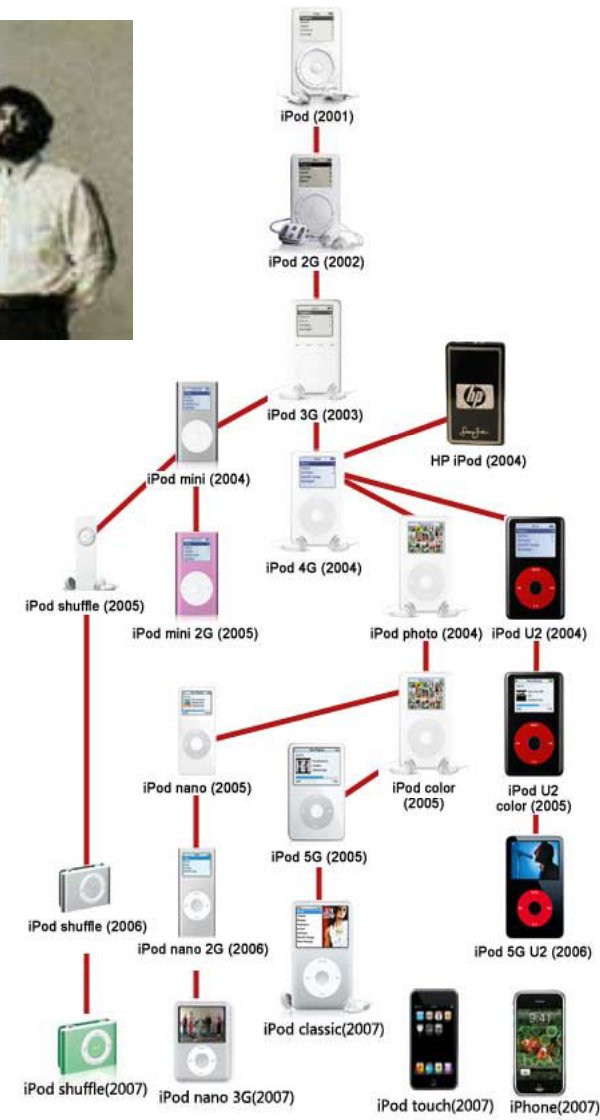 iPod (2001)
iPod 2G (2002)
iPod 3G (2003)
hp
HP iPod (2004)
iPod mini (2004)
iPod 4G (2004)
iPod shuffle (2005)
iPod mini 2G (2005)
iPod photo (2004)
iPod U2 (2004)
iPod nano (2005)
iPod color
(2005)
iPod U2
color (2005)
iPod 5G (2005)
iPod shuffle (2006)
iPod nano 2G (2006)
iPod 5G U2 (2006)
iPod classic(2007)
9:41
iPod shuffle(2007)
iPod nano 3G(2007)
iPod touch(2007)
iPhone(2007)